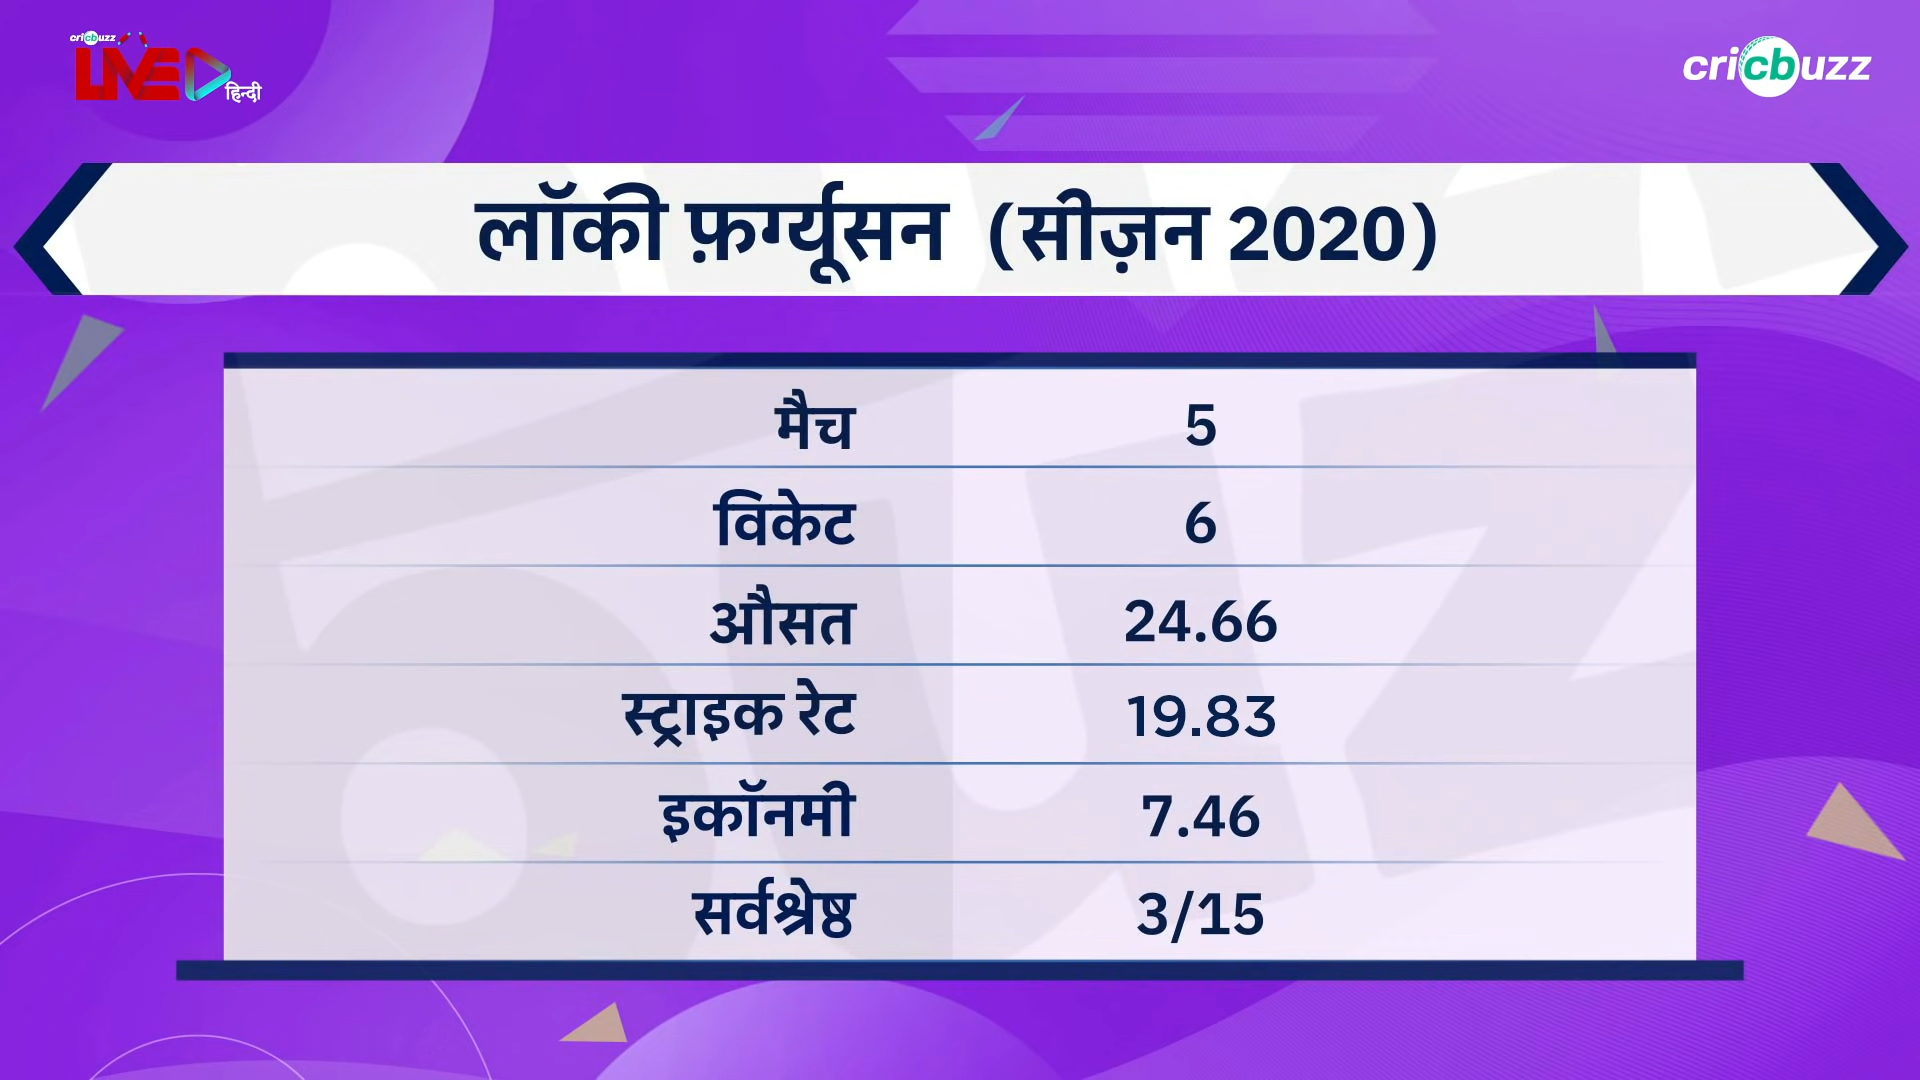 cricbuzz
LIVE हिन्दी
cricbuzz
लॉकी फ़र्ग्यूसन (सीज़न 2020)
मैच 5
विकेट 6
औसत 24.66
स्ट्राइक रेट 19.83
इकॉनमी 7.46
सर्वश्रेष्ठ 3/15